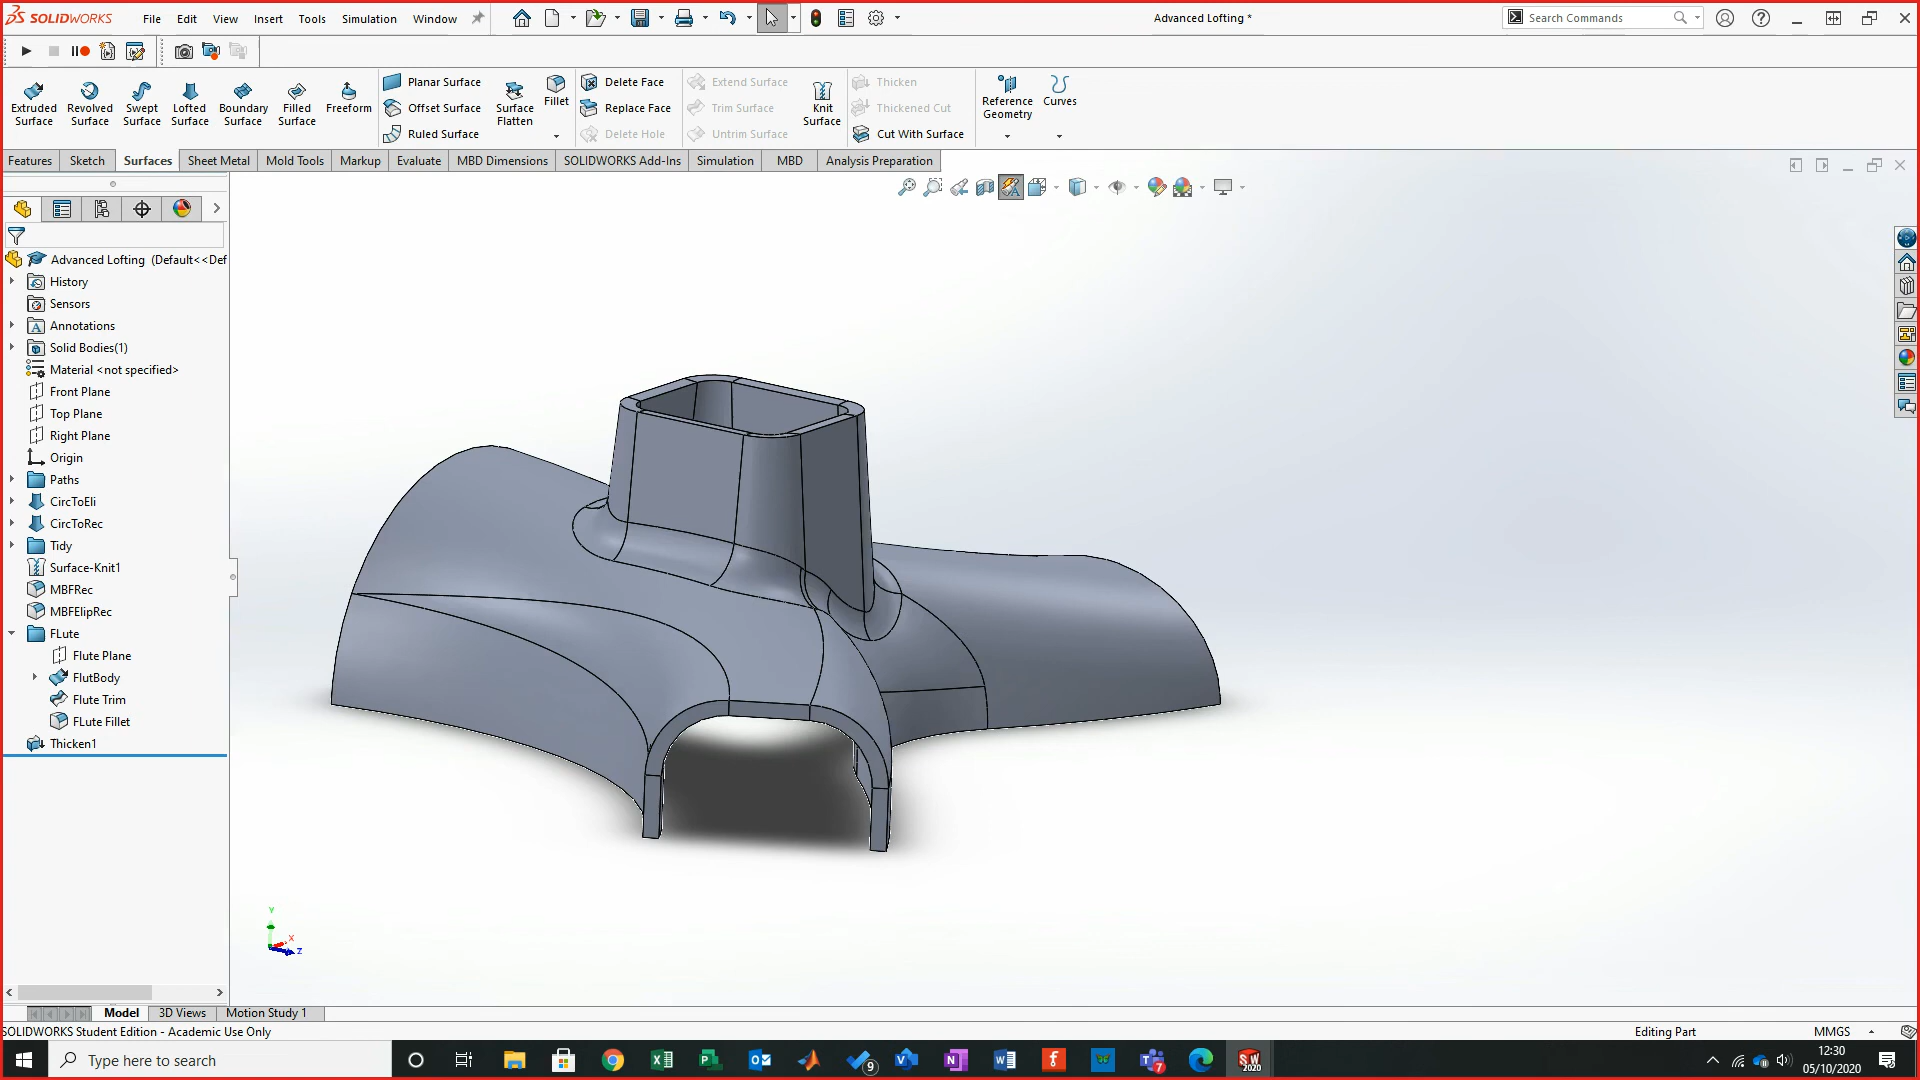 SOLIDWORKS File Edit View Insert Tools Simulation Window Advanced Lofting * Search Commands
Extruded Surface
Revolved Surface
Swept Surface
Lofted Surface
Boundary Surface
Filled Surface
Freeform
Planar Surface
Offset Surface
Ruled Surface
Surface Flatten
Fillet
Delete Face
Replace Face
Delete Hole
Extend Surface
Trim Surface
Untrim Surface
Knit Surface
Thicken
Thickened Cut
Cut With Surface
Reference Geometry
Curves
Features Sketch Surfaces Sheet Metal Mold Tools Markup Evaluate MBD Dimensions SOLIDWORKS Add-Ins Simulation MBD Analysis Preparation
Advanced Lofting (Default<<Def
History
Sensors
Annotations
Solid Bodies(1)
Material <not specified>
Front Plane
Top Plane
Right Plane
Origin
Paths
CircToEli
CircToRec
Tidy
Surface-Knit1
MBFRec
MBFElipRec
FLute
Flute Plane
FlutBody
Flute Trim
FLute Fillet
Thicken1
Y
X
Z
Model 3D Views Motion Study 1
SOLIDWORKS Student Edition - Academic Use Only Editing Part MMGS
Type here to search 9 7 SW 2020 12:30
05/10/2020